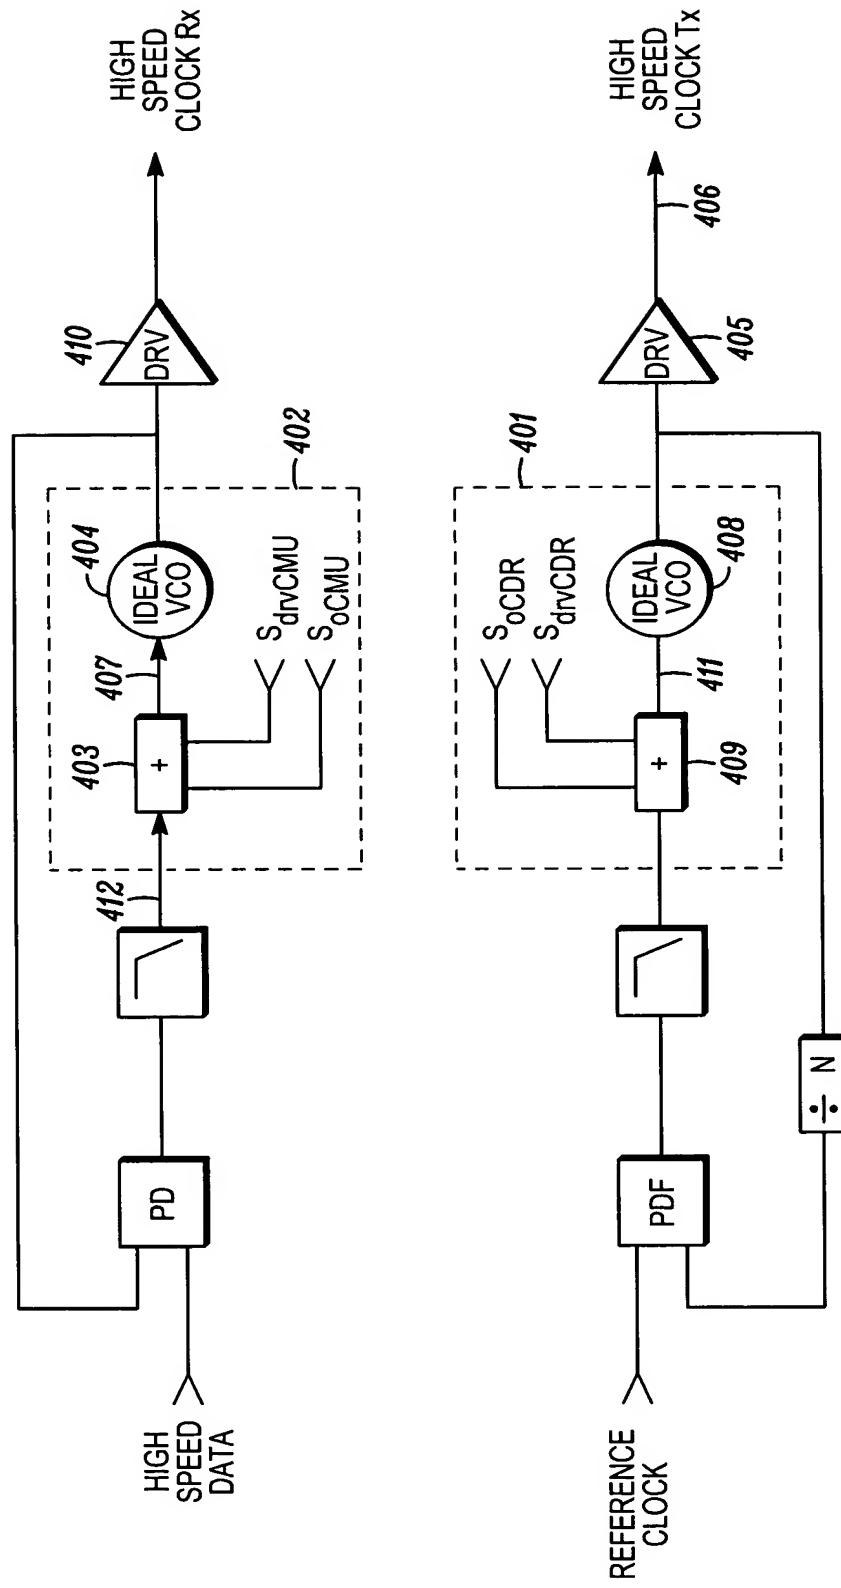 HIGH
SPEED
DATA
PD
412
403
+
407
404
IDEAL
VCO
S_drvCMU
S_oCMU
402
410
DRV
HIGH
SPEED
CLOCK Rx
REFERENCE
CLOCK
PDF
÷ N
S_oCDR
S_drvCDR
+
409
411
IDEAL
VCO
408
401
DRV
405
406
HIGH
SPEED
CLOCK Tx